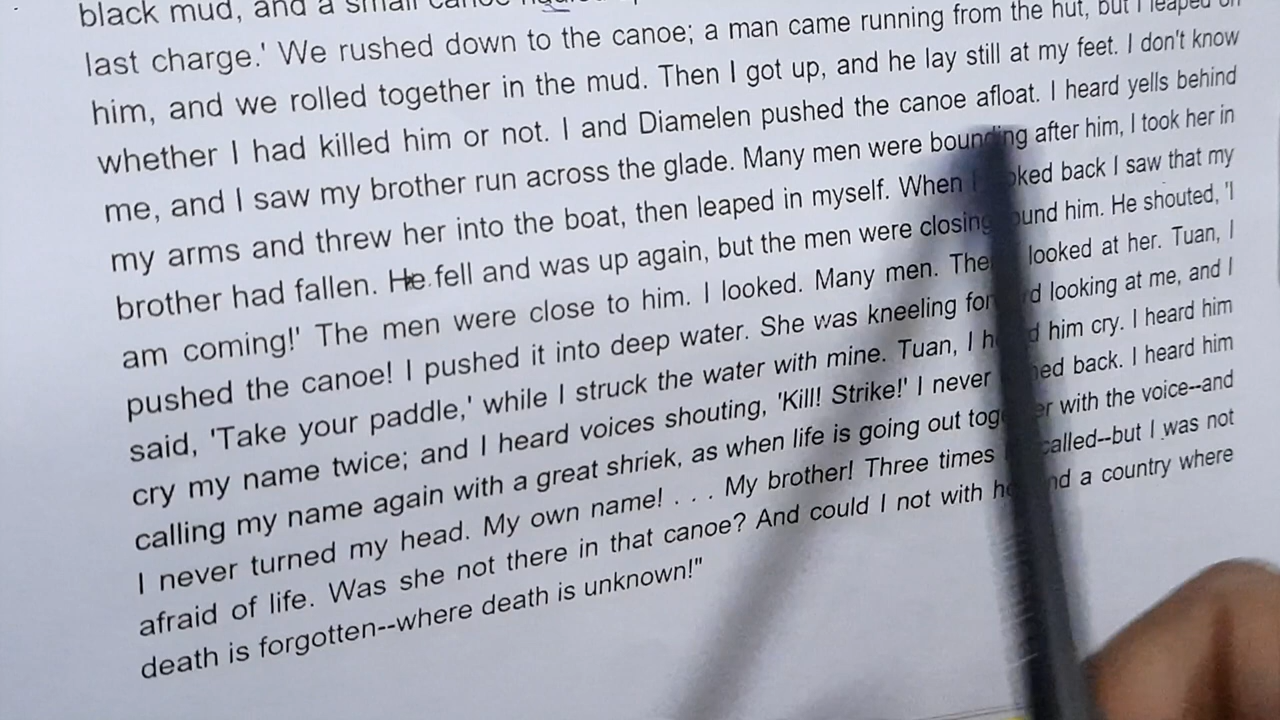 black mud, and a small canoe
last charge.' We rushed down to the canoe; a man came running from the hut, but I leaped on
him, and we rolled together in the mud. Then I got up, and he lay still at my feet. I don't know
whether I had killed him or not. I and Diamelen pushed the canoe afloat. I heard yells behind
me, and I saw my brother run across the glade. Many men were bounding after him, I took her in
my arms and threw her into the boat, then leaped in myself. When I looked back I saw that my
brother had fallen. He fell and was up again, but the men were closing round him. He shouted, 'I
am coming!' The men were close to him. I looked. Many men. Then looked at her. Tuan, I
pushed the canoe! I pushed it into deep water. She was kneeling forward looking at me, and I
said, 'Take your paddle,' while I struck the water with mine. Tuan, I heard him cry. I heard him
cry my name twice; and I heard voices shouting, 'Kill! Strike!' I never turned back. I heard him
calling my name again with a great shriek, as when life is going out together with the voice--and
I never turned my head. My own name! . . . My brother! Three times called--but I was not
afraid of life. Was she not there in that canoe? And could I not with her find a country where
death is forgotten--where death is unknown!"